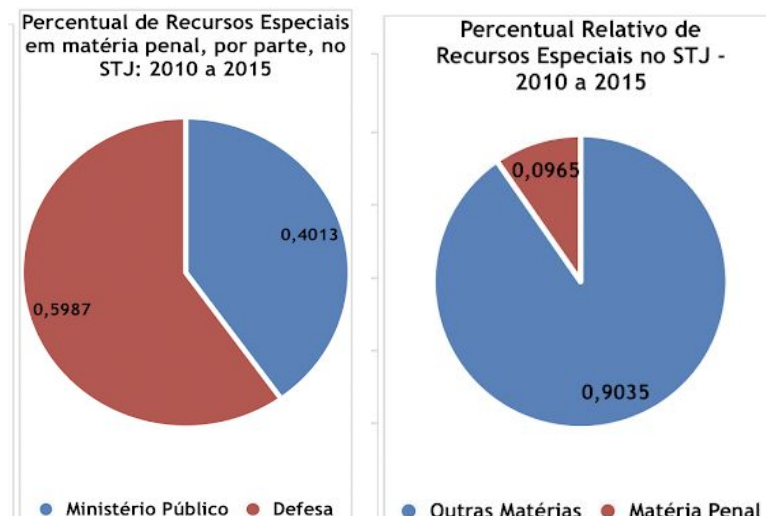 Percentual de Recursos Especiais
em matéria penal, por parte, no
STJ: 2010 a 2015
0,4013
0,5987
Ministério Público
Defesa
Percentual Relativo de
Recursos Especiais no STJ -
2010 a 2015
0,0965
0,9035
Outras Matérias
Matéria Penal